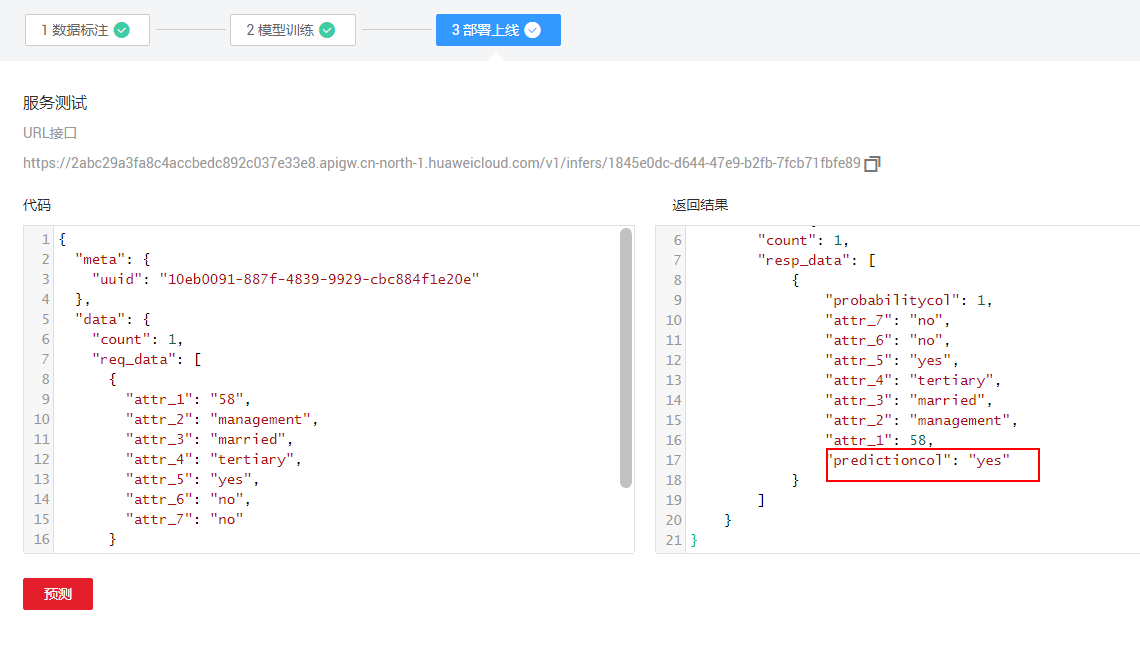 1 数据标注
2 模型训练
3 部署上线
服务测试
URL接口
https://2abc29a3fa8c4accbedc892c037e33e8.apigw.cn-north-1.huaweicloud.com/v1/infers/1845e0dc-d644-47e9-b2fb-7fcb71fbfe89
代码
1 {
2 "meta": {
3 "uuid": "10eb0091-887f-4839-9929-cbc884f1e20e"
4 },
5 "data": {
6 "count": 1,
7 "req_data": [
8 {
9 "attr_1": "58",
10 "attr_2": "management",
11 "attr_3": "married",
12 "attr_4": "tertiary",
13 "attr_5": "yes",
14 "attr_6": "no",
15 "attr_7": "no"
16 }
返回结果
6 "count": 1,
7 "resp_data": [
8 {
9 "probabilitycol": 1,
10 "attr_7": "no",
11 "attr_6": "no",
12 "attr_5": "yes",
13 "attr_4": "tertiary",
14 "attr_3": "married",
15 "attr_2": "management",
16 "attr_1": 58,
17 "predictioncol": "yes"
18 }
19 ]
20 }
21 }
预测